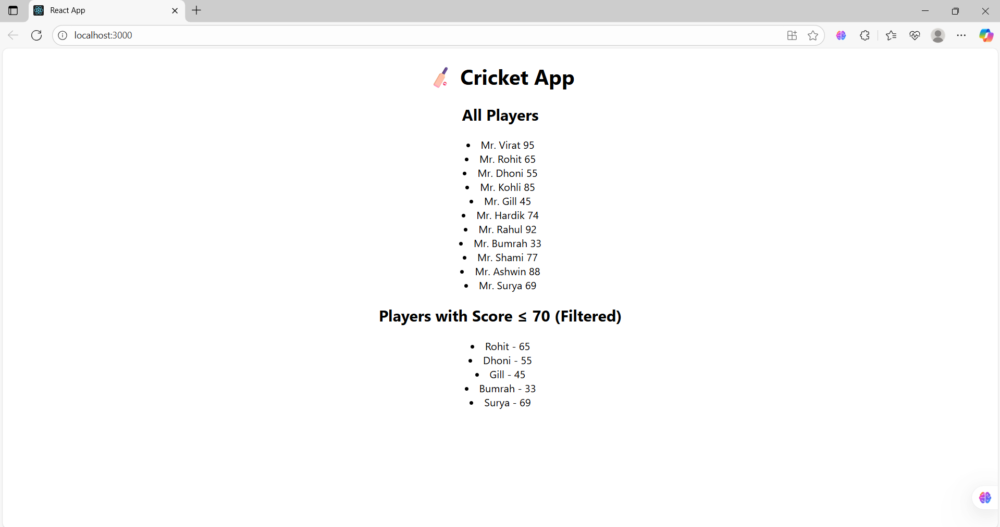 React App
localhost:3000
Cricket App
All Players
• Mr. Virat 95
• Mr. Rohit 65
• Mr. Dhoni 55
• Mr. Kohli 85
• Mr. Gill 45
• Mr. Hardik 74
• Mr. Rahul 92
• Mr. Bumrah 33
• Mr. Shami 77
• Mr. Ashwin 88
• Mr. Surya 69
Players with Score ≤ 70 (Filtered)
• Rohit - 65
• Dhoni - 55
• Gill - 45
• Bumrah - 33
• Surya - 69